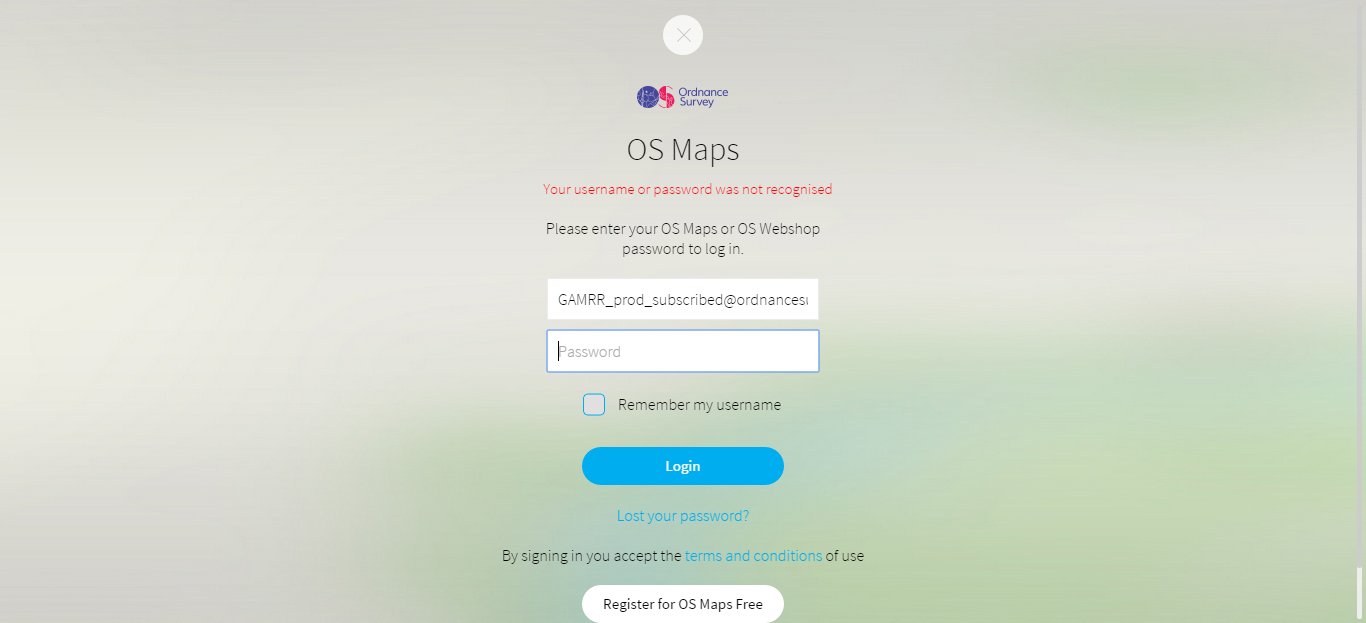 Ordnance
Survey
OS Maps
Your username or password was not recognised
Please enter your OS Maps or OS Webshop
password to log in.
GAMRR_prod_subscribed@ordnancesu
Password
Remember my username
Login
Lost your password?
By signing in you accept the terms and conditions of use
Register for OS Maps Free